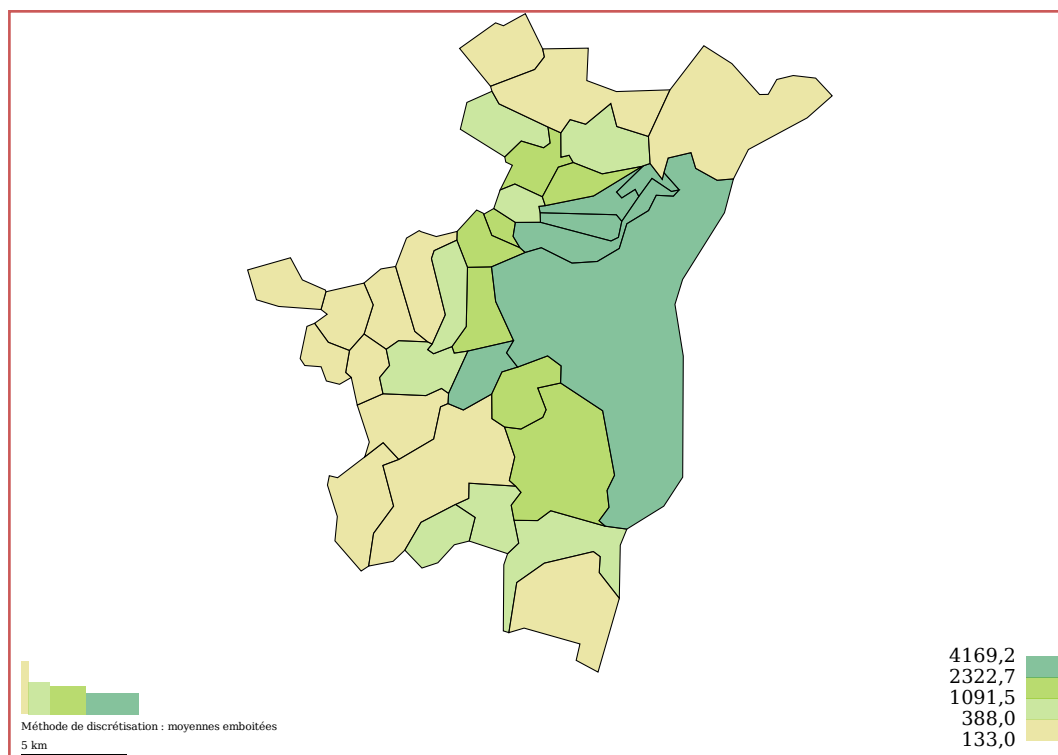 4169,2
2322,7
1091,5
388,0
133,0
Méthode de discrétisation : moyennes emboitées
5 km